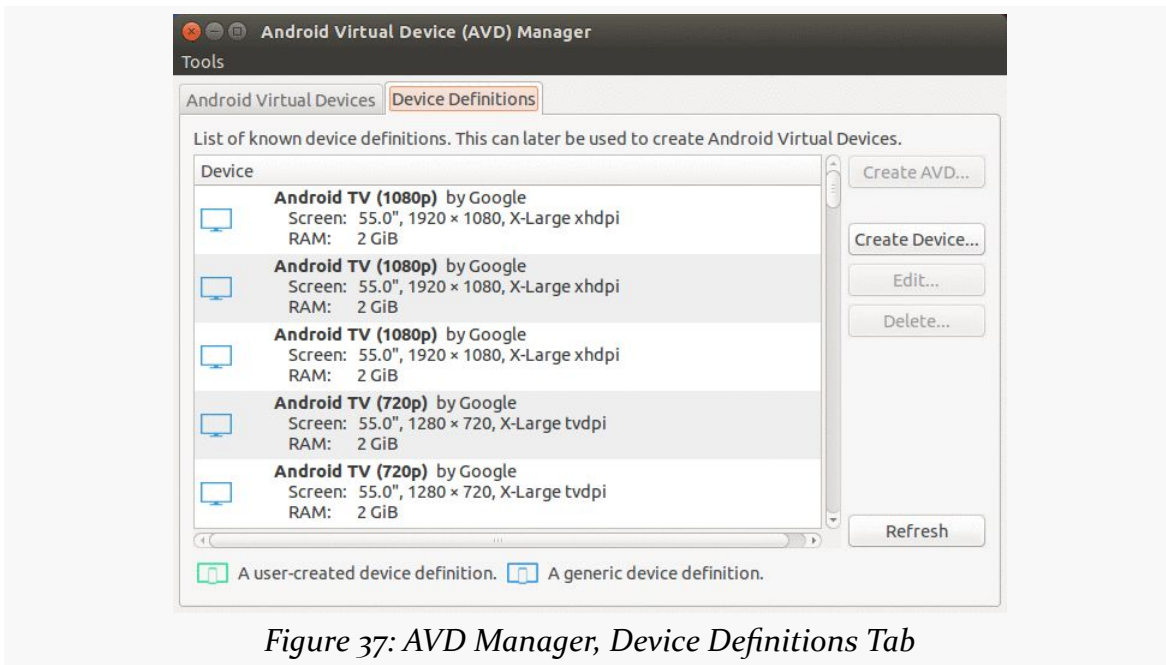 Android Virtual Device (AVD) Manager
Tools
Android Virtual Devices
Device Definitions
List of known device definitions. This can later be used to create Android Virtual Devices.
Device
Android TV (1080p) by Google
Screen: 55.0", 1920 × 1080, X-Large xhdpi
RAM: 2 GiB
Android TV (1080p) by Google
Screen: 55.0", 1920 × 1080, X-Large xhdpi
RAM: 2 GiB
Android TV (1080p) by Google
Screen: 55.0", 1920 × 1080, X-Large xhdpi
RAM: 2 GiB
Android TV (720p) by Google
Screen: 55.0", 1280 × 720, X-Large tvdpi
RAM: 2 GiB
Android TV (720p) by Google
Screen: 55.0", 1280 × 720, X-Large tvdpi
RAM: 2 GiB
Create AVD...
Create Device...
Edit...
Delete...
Refresh
A user-created device definition.
A generic device definition.
Figure 37: AVD Manager, Device Definitions Tab